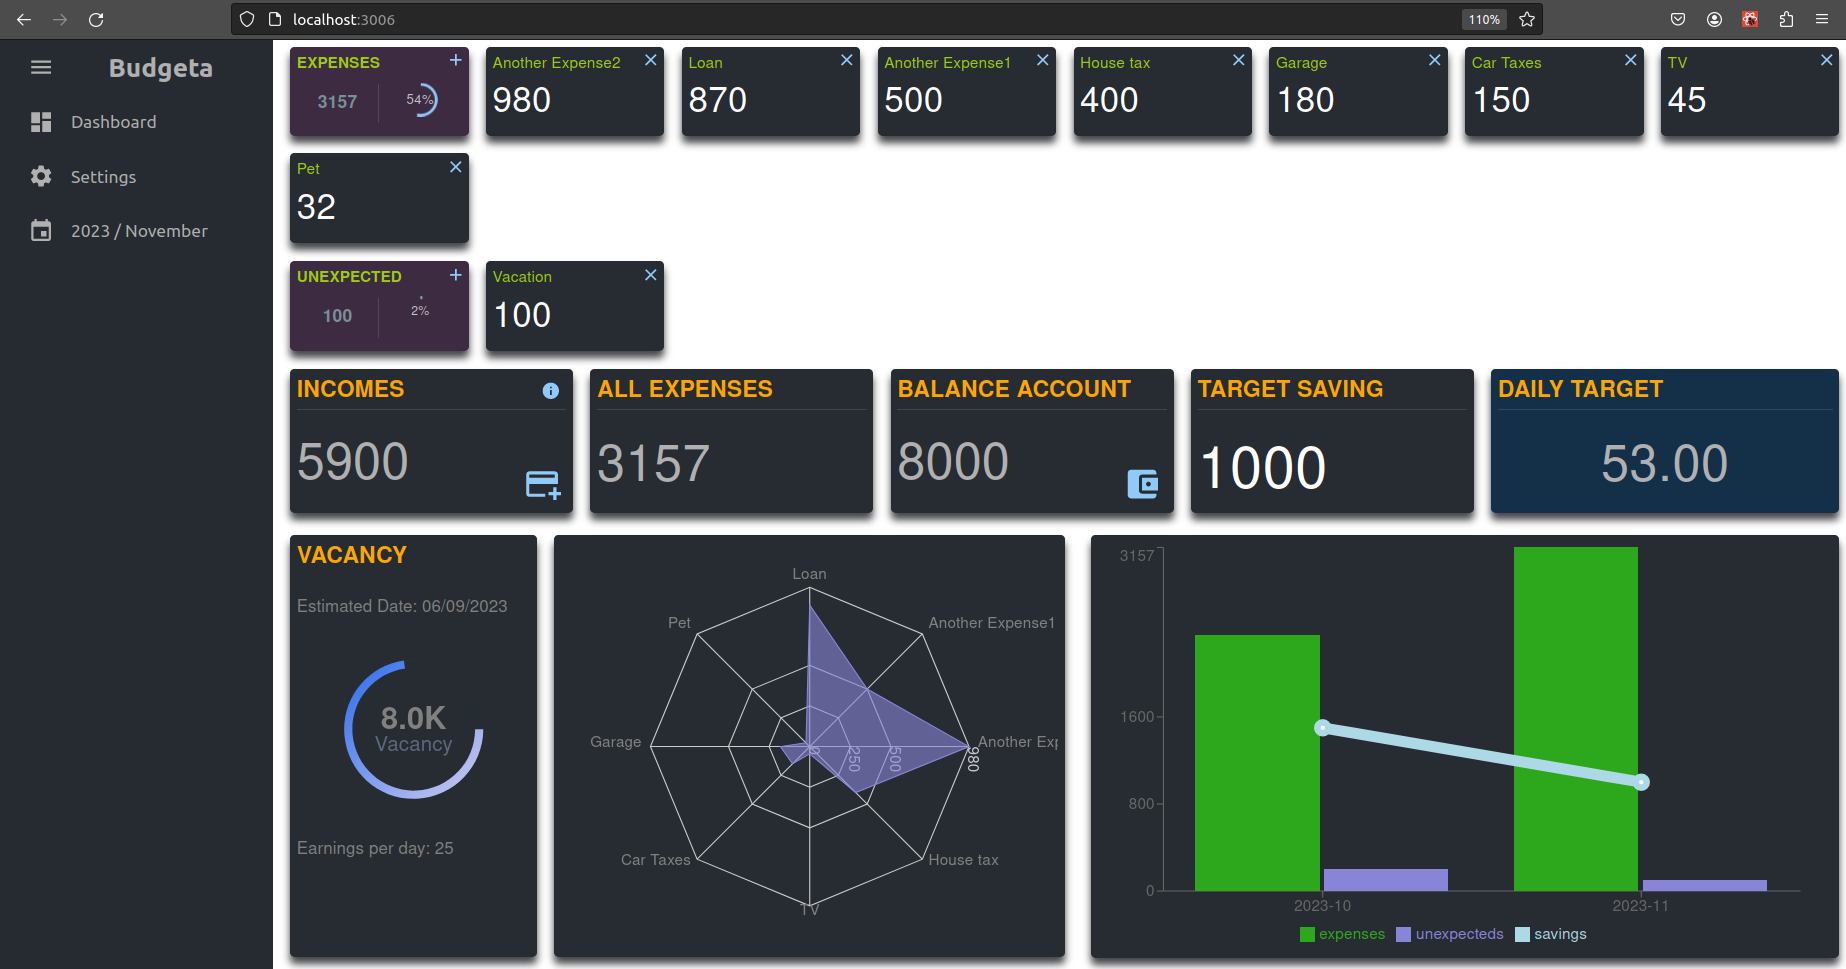 localhost:3006
110%
Budgeta
Dashboard
Settings
2023 / November
EXPENSES
3157
54%
Another Expense2
980
Loan
870
Another Expense1
500
House tax
400
Garage
180
Car Taxes
150
TV
45
Pet
32
UNEXPECTED
100
2%
Vacation
100
INCOMES
5900
ALL EXPENSES
3157
BALANCE ACCOUNT
8000
TARGET SAVING
1000
DAILY TARGET
53.00
VACANCY
Estimated Date: 06/09/2023
8.0K
Vacancy
Earnings per day: 25
Loan
Another Expense1
Another Exp
House tax
TV
Car Taxes
Garage
Pet
0
250
500
980
3157
1600
800
0
2023-10
2023-11
expenses
unexpecteds
savings